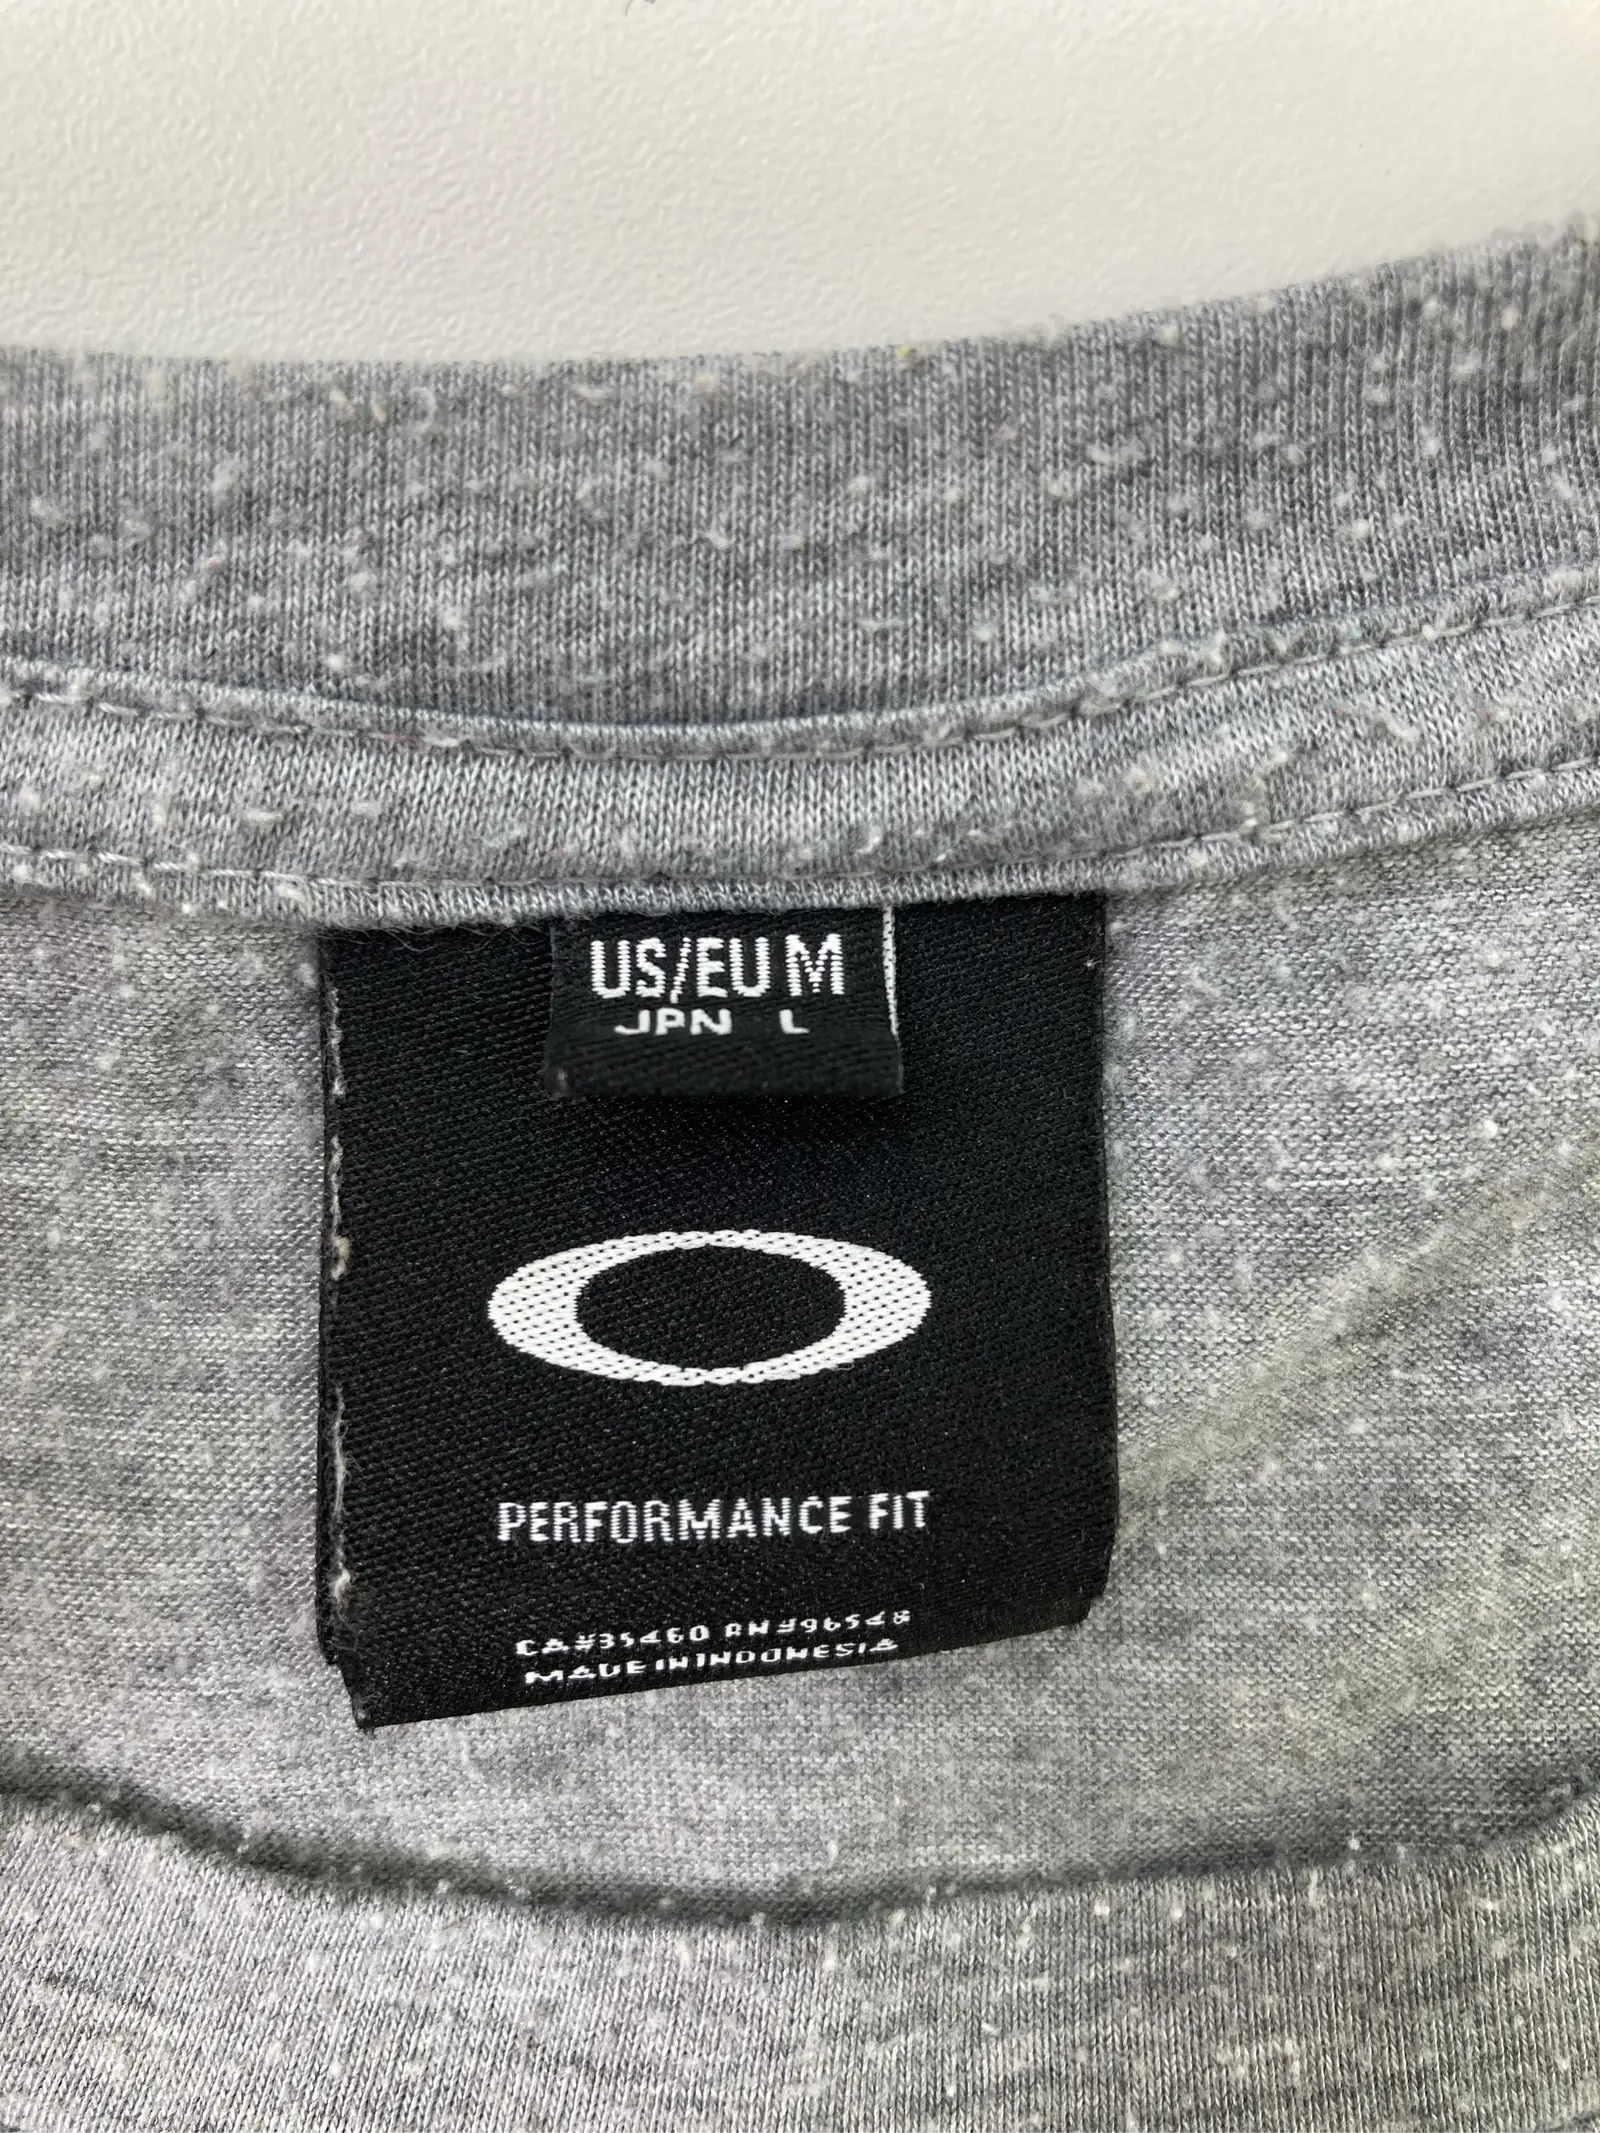 US/EU M
JPN L
PERFORMANCE FIT
CA#35460 RN#96548
MADE IN INDONESIA